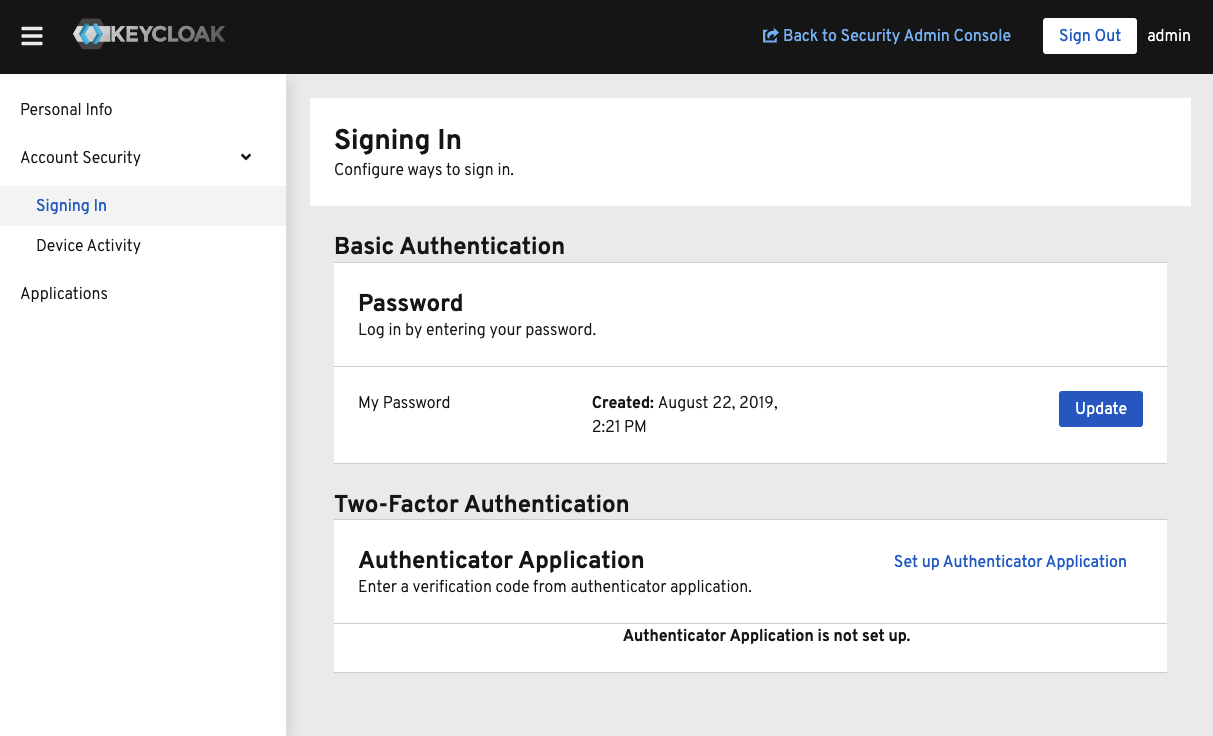 KEYCLOAK
Back to Security Admin Console
Sign Out
admin
Personal Info
Account Security
Signing In
Device Activity
Applications
Signing In
Configure ways to sign in.
Basic Authentication
Password
Log in by entering your password.
My Password
Created: August 22, 2019,
2:21 PM
Update
Two-Factor Authentication
Authenticator Application
Set up Authenticator Application
Enter a verification code from authenticator application.
Authenticator Application is not set up.